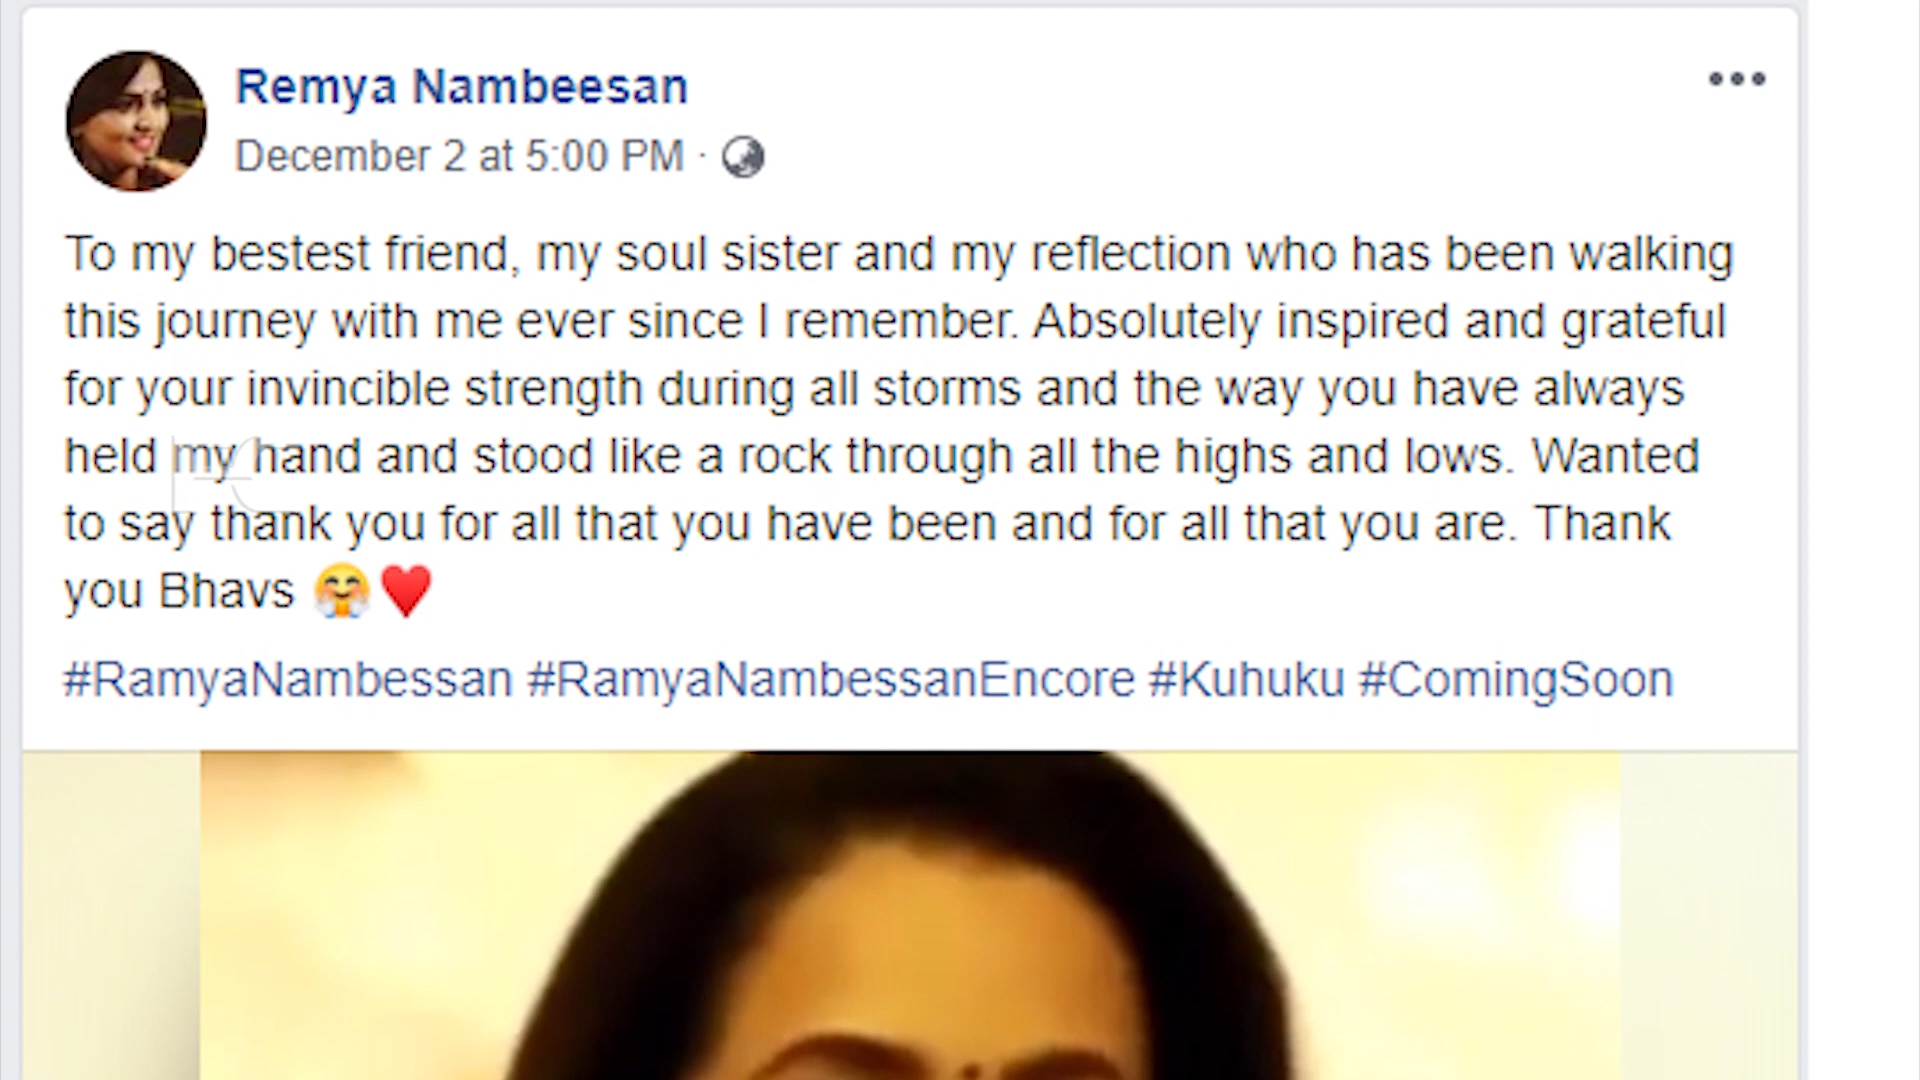 Remya Nambeesan
December 2 at 5:00 PM ·
To my bestest friend, my soul sister and my reflection who has been walking
this journey with me ever since I remember. Absolutely inspired and grateful
for your invincible strength during all storms and the way you have always
held my hand and stood like a rock through all the highs and lows. Wanted
to say thank you for all that you have been and for all that you are. Thank
you Bhavs 🤗♥
#RamyaNambessan #RamyaNambessanEncore #Kuhuku #ComingSoon